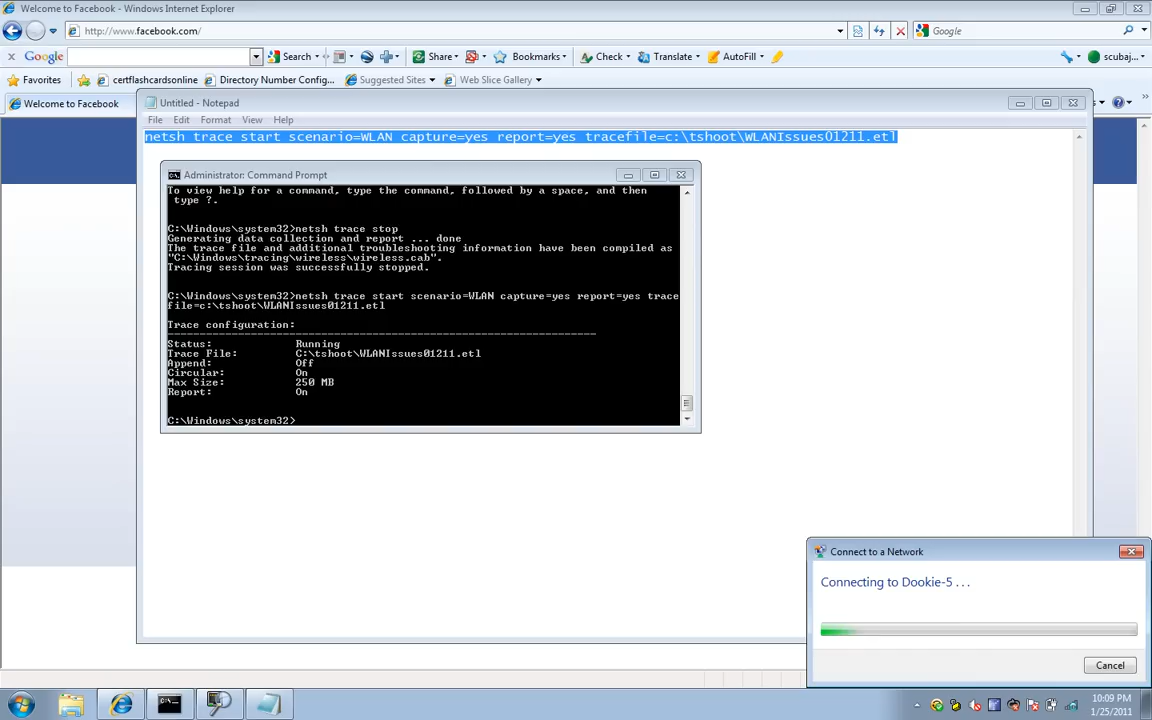 Welcome to Facebook - Windows Internet Explorer
http://www.facebook.com/
Google
Google
Search
Share
Bookmarks
Check
Translate
AutoFill
scubaj...
Favorites
certflashcardsonline
Directory Number Config...
Suggested Sites
Web Slice Gallery
Welcome to Facebook
Untitled - Notepad
File Edit Format View Help
netsh trace start scenario=WLAN capture=yes report=yes tracefile=c:\tshoot\WLANIssues01211.etl
Administrator: Command Prompt
To view help for a command, type the command, followed by a space, and then
type ?.
C:\Windows\system32>netsh trace stop
Generating data collection and report ... done
The trace file and additional troubleshooting information have been compiled as
"C:\Windows\tracing\wireless\wireless.cab".
Tracing session was successfully stopped.
C:\Windows\system32>netsh trace start scenario=WLAN capture=yes report=yes trace
file=c:\tshoot\WLANIssues01211.etl
Trace configuration:
-------------------------------------------------------------------
Status: Running
Trace File: C:\tshoot\WLANIssues01211.etl
Append: Off
Circular: On
Max Size: 250 MB
Report: On
C:\Windows\system32>
Connect to a Network
Connecting to Dookie-5 . . .
Cancel
10:09 PM
1/25/2011